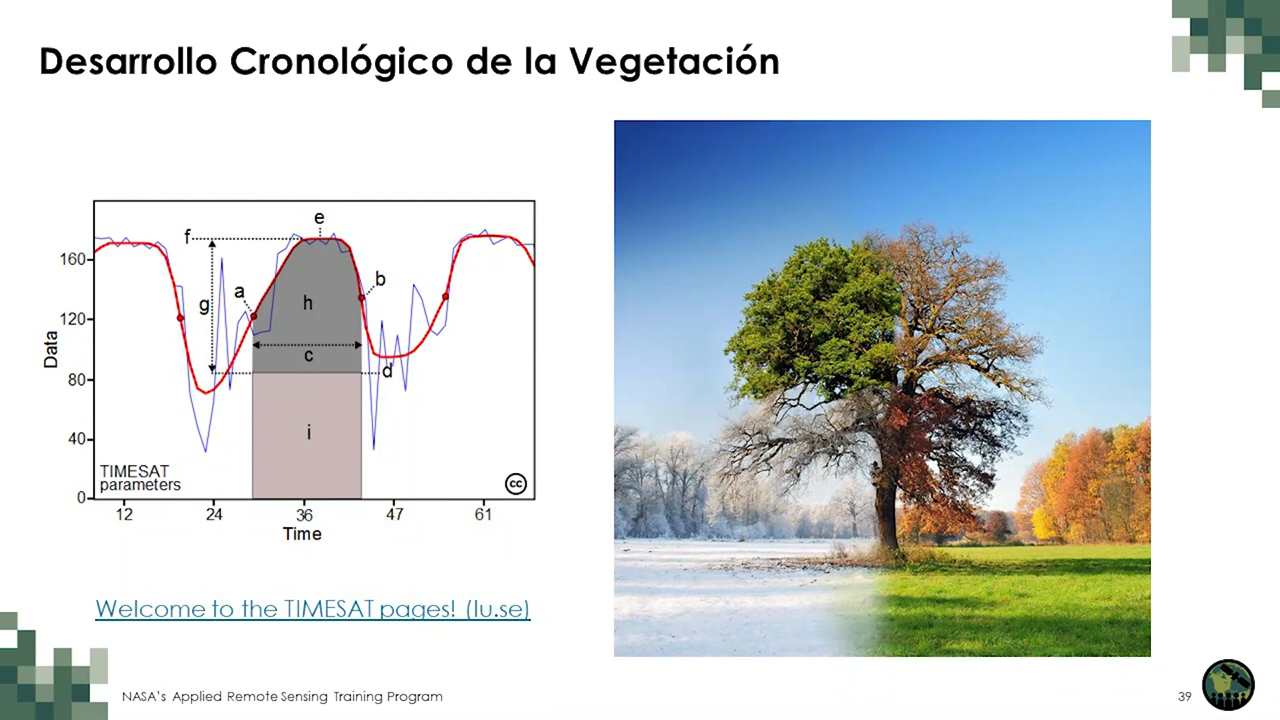 Desarrollo Cronológico de la Vegetación
e
f
160
b
a
g
h
120
Data
c
d
80
i
40
TIMESAT
parameters
cc
0
12 24 36 47 61
Time
Welcome to the TIMESAT pages! (lu.se)
NASA's Applied Remote Sensing Training Program
39